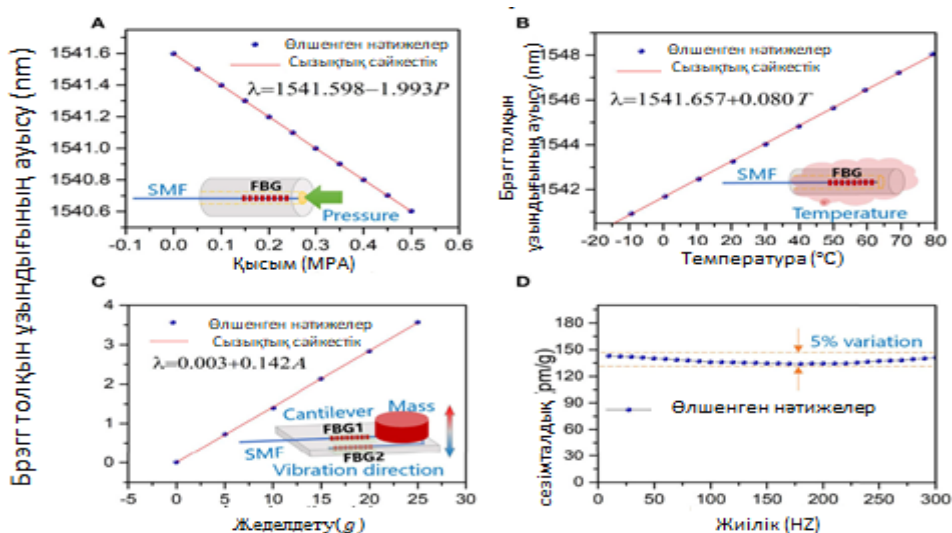 A
Брэгг толқын ұзындығының ауысу (nm)
1541.6
1541.4
1541.2
1541.0
1540.8
1540.6
Өлшенген нәтижелер
Сызықтық сәйкестік
λ=1541.598−1.993P
SMF
FBG
Pressure
-0.1 0.0 0.1 0.2 0.3 0.4 0.5 0.6
Қысым (MPA)
B
Брэгг толқын
ұзындығының ауысу (nm)
1548
1546
1544
1542
Өлшенген нәтижелер
Сызықтық сәйкестік
λ=1541.657+0.080 T
SMF
FBG
Temperature
-20 -10 0 10 20 30 40 50 60 70 80
Температура (°C)
C
4
3
2
1
0
Өлшенген нәтижелер
Сызықтық сәйкестік
λ=0.003+0.142A
Cantilever
Mass
FBG1
SMF
FBG2
Vibration direction
-5 0 5 10 15 20 25 30
Жеделдету(g)
D
сезімталдық (pm/g)
180
150
120
90
60
30
0
5% variation
Өлшенген нәтижелер
0 50 100 150 200 250 300
Жиілік (HZ)